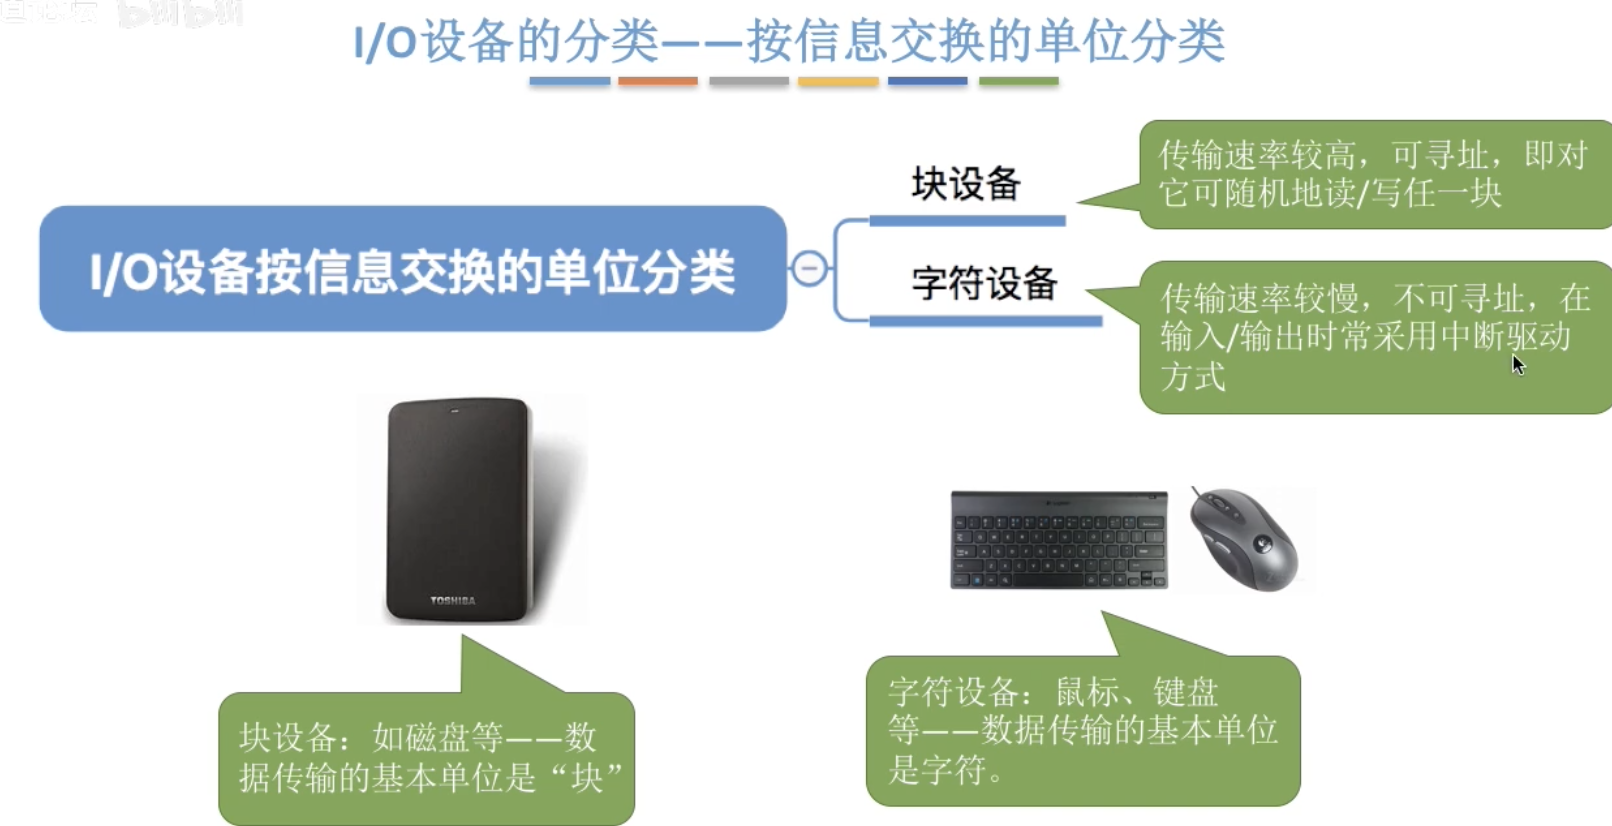 bilibili
I/O设备的分类——按信息交换的单位分类
块设备
传输速率较高，可寻址，即对
它可随机地读/写任一块
I/O设备按信息交换的单位分类
字符设备
传输速率较慢，不可寻址，在
输入/输出时常采用中断驱动
方式
TOSHIBA
块设备：如磁盘等——数
据传输的基本单位是“块”
字符设备：鼠标、键盘
等——数据传输的基本单位
是字符。